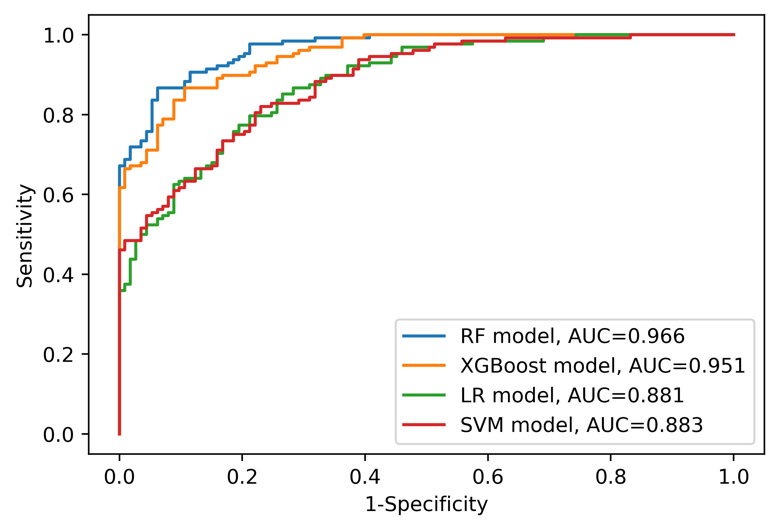 1.0
0.8
0.6
0.4
0.2
0.0
Sensitivity
RF model, AUC=0.966
XGBoost model, AUC=0.951
LR model, AUC=0.881
SVM model, AUC=0.883
0.0 0.2 0.4 0.6 0.8 1.0
1-Specificity